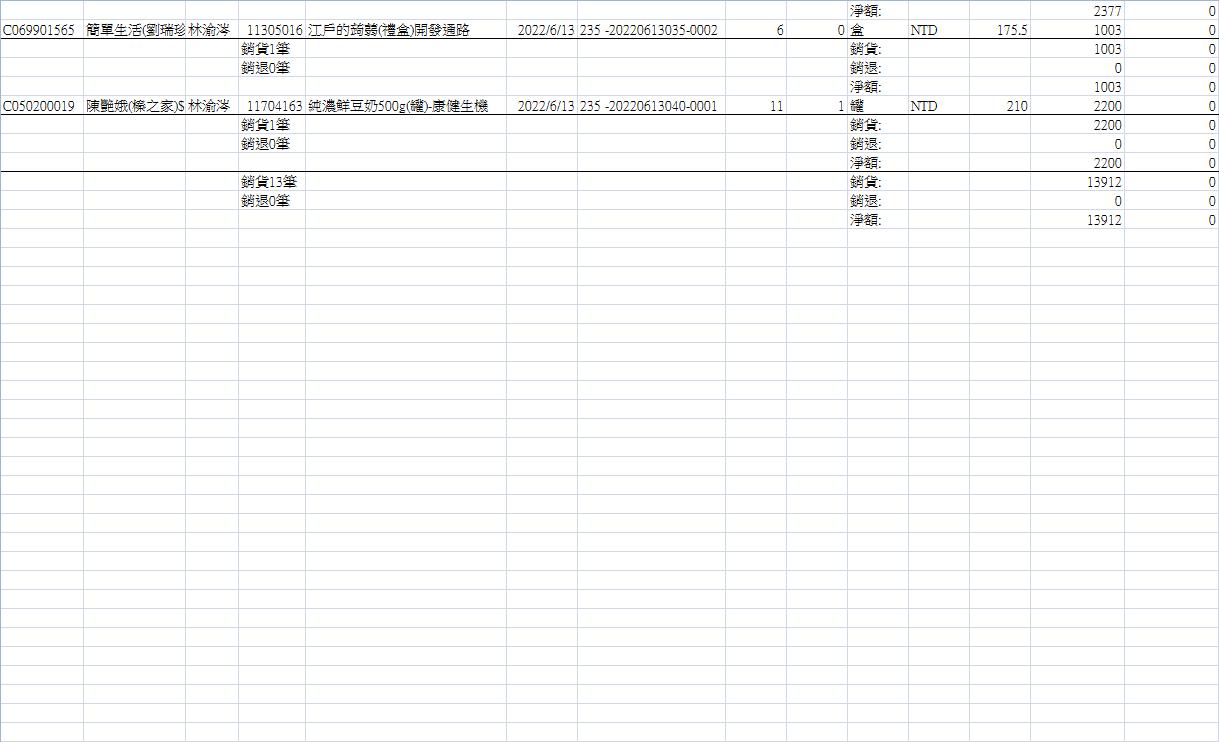 淨額: 2377 0
C069901565 簡單生活(劉瑞珍 林渝涔 11305016 江戶的蒟蒻(禮盒)開發通路 2022/6/13 235 -20220613035-0002 6 0 盒 NTD 175.5 1003 0
銷貨1筆 銷貨: 1003 0
銷退0筆 銷退: 0 0
淨額: 1003 0
C050200019 陳艷娥(樑之家)S 林渝涔 11704163 純濃鮮豆奶500g(罐)-康健生機 2022/6/13 235 -20220613040-0001 11 1 罐 NTD 210 2200 0
銷貨1筆 銷貨: 2200 0
銷退0筆 銷退: 0 0
淨額: 2200 0
銷貨13筆 銷貨: 13912 0
銷退0筆 銷退: 0 0
淨額: 13912 0